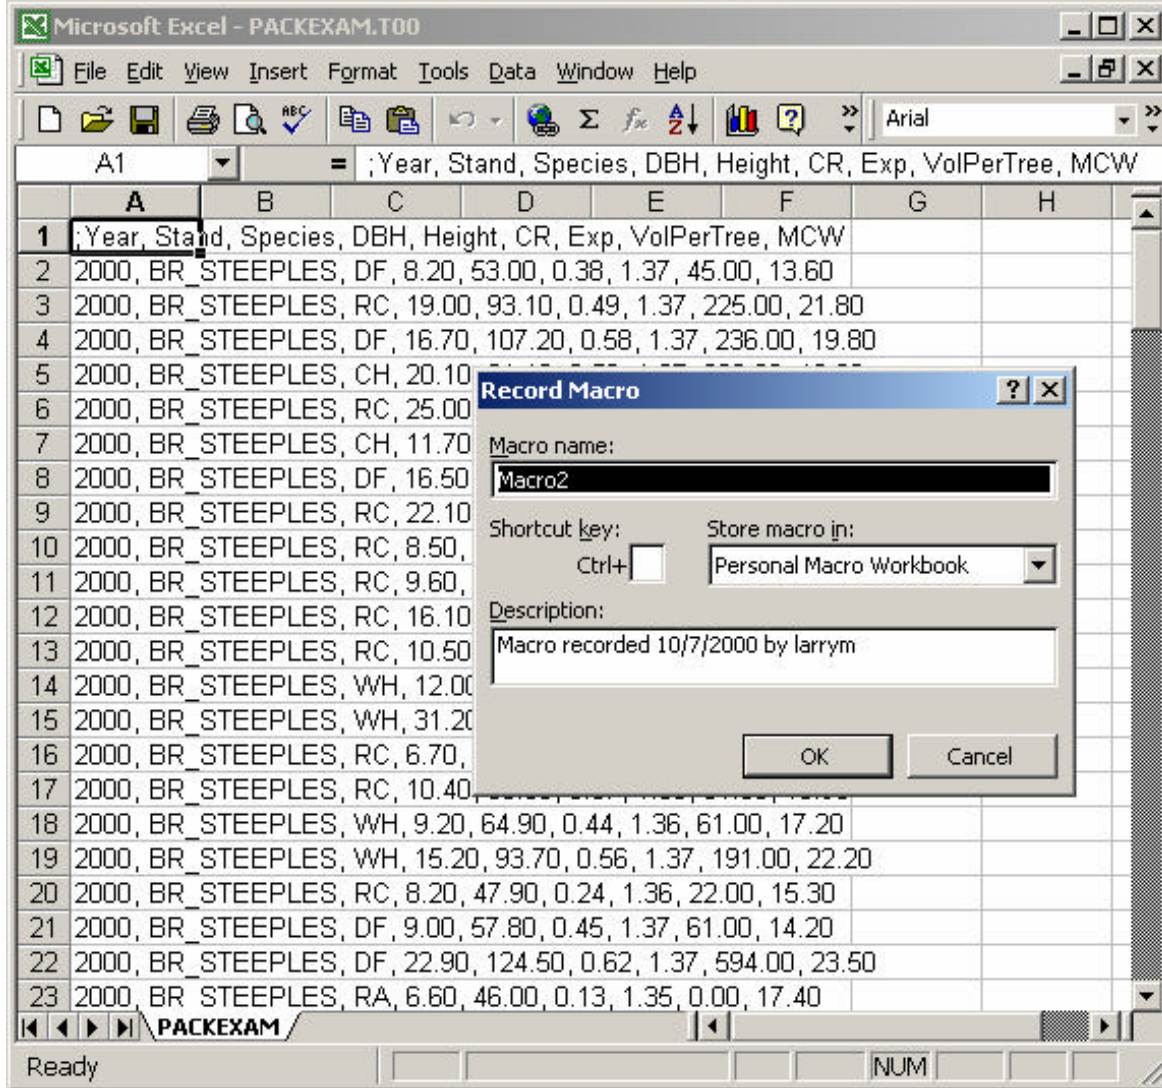 Microsoft Excel - PACKEXAM.T00
File Edit View Insert Format Tools Data Window Help
ABC Σ fx A Z ? » Arial »
A1 = ;Year, Stand, Species, DBH, Height, CR, Exp, VolPerTree, MCW
A B C D E F G H
1 ;Year, Stand, Species, DBH, Height, CR, Exp, VolPerTree, MCW
2 2000, BR_STEEPLES, DF, 8.20, 53.00, 0.38, 1.37, 45.00, 13.60
3 2000, BR_STEEPLES, RC, 19.00, 93.10, 0.49, 1.37, 225.00, 21.80
4 2000, BR_STEEPLES, DF, 16.70, 107.20, 0.58, 1.37, 236.00, 19.80
5 2000, BR_STEEPLES, CH, 20.10
6 2000, BR_STEEPLES, RC, 25.00
7 2000, BR_STEEPLES, CH, 11.70
8 2000, BR_STEEPLES, DF, 16.50
9 2000, BR_STEEPLES, RC, 22.10
10 2000, BR_STEEPLES, RC, 8.50,
11 2000, BR_STEEPLES, RC, 9.60,
12 2000, BR_STEEPLES, RC, 16.10
13 2000, BR_STEEPLES, RC, 10.50
14 2000, BR_STEEPLES, WH, 12.00
15 2000, BR_STEEPLES, WH, 31.20
16 2000, BR_STEEPLES, RC, 6.70,
17 2000, BR_STEEPLES, RC, 10.40,
18 2000, BR_STEEPLES, WH, 9.20, 64.90, 0.44, 1.36, 61.00, 17.20
19 2000, BR_STEEPLES, WH, 15.20, 93.70, 0.56, 1.37, 191.00, 22.20
20 2000, BR_STEEPLES, RC, 8.20, 47.90, 0.24, 1.36, 22.00, 15.30
21 2000, BR_STEEPLES, DF, 9.00, 57.80, 0.45, 1.37, 61.00, 14.20
22 2000, BR_STEEPLES, DF, 22.90, 124.50, 0.62, 1.37, 594.00, 23.50
23 2000, BR_STEEPLES, RA, 6.60, 46.00, 0.13, 1.35, 0.00, 17.40
Record Macro ?
Macro name:
Macro2
Shortcut key: Store macro in:
Ctrl+ Personal Macro Workbook
Description:
Macro recorded 10/7/2000 by larrym
OK Cancel
PACKEXAM
Ready NUM